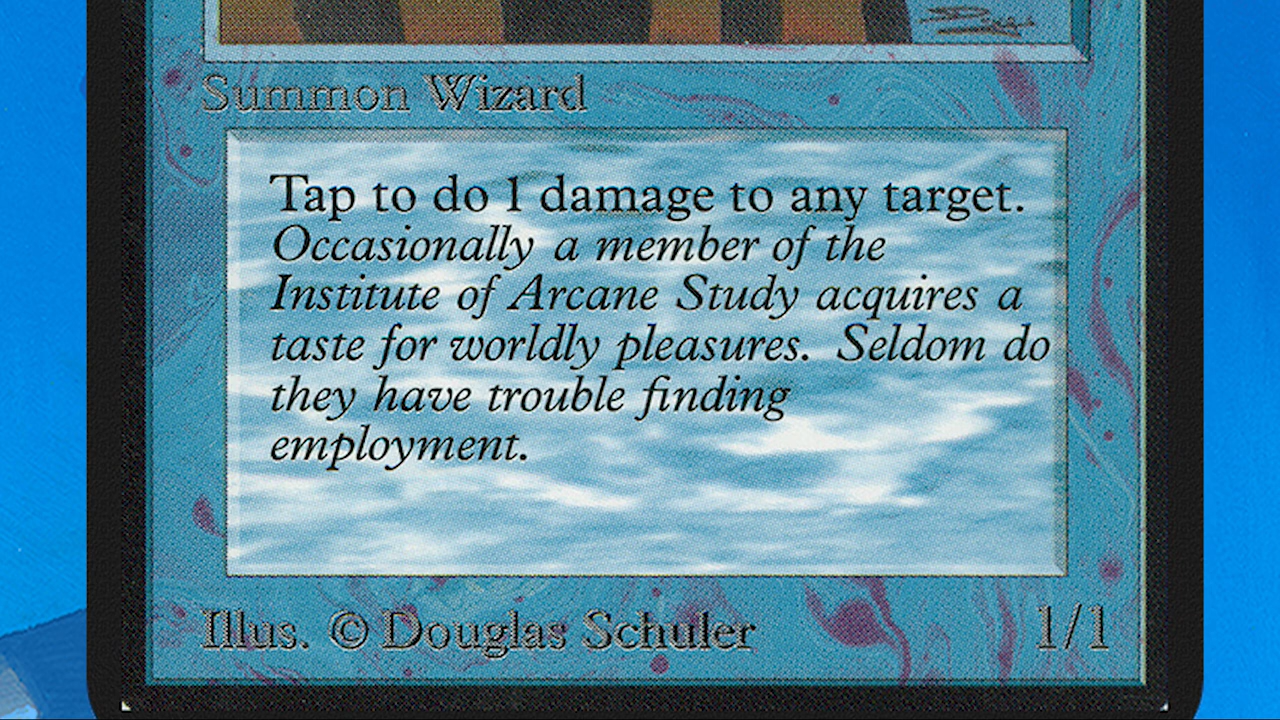 Summon Wizard
Tap to do 1 damage to any target.
Occasionally a member of the
Institute of Arcane Study acquires a
taste for worldly pleasures. Seldom do
they have trouble finding
employment.
Illus. © Douglas Schuler
1/1